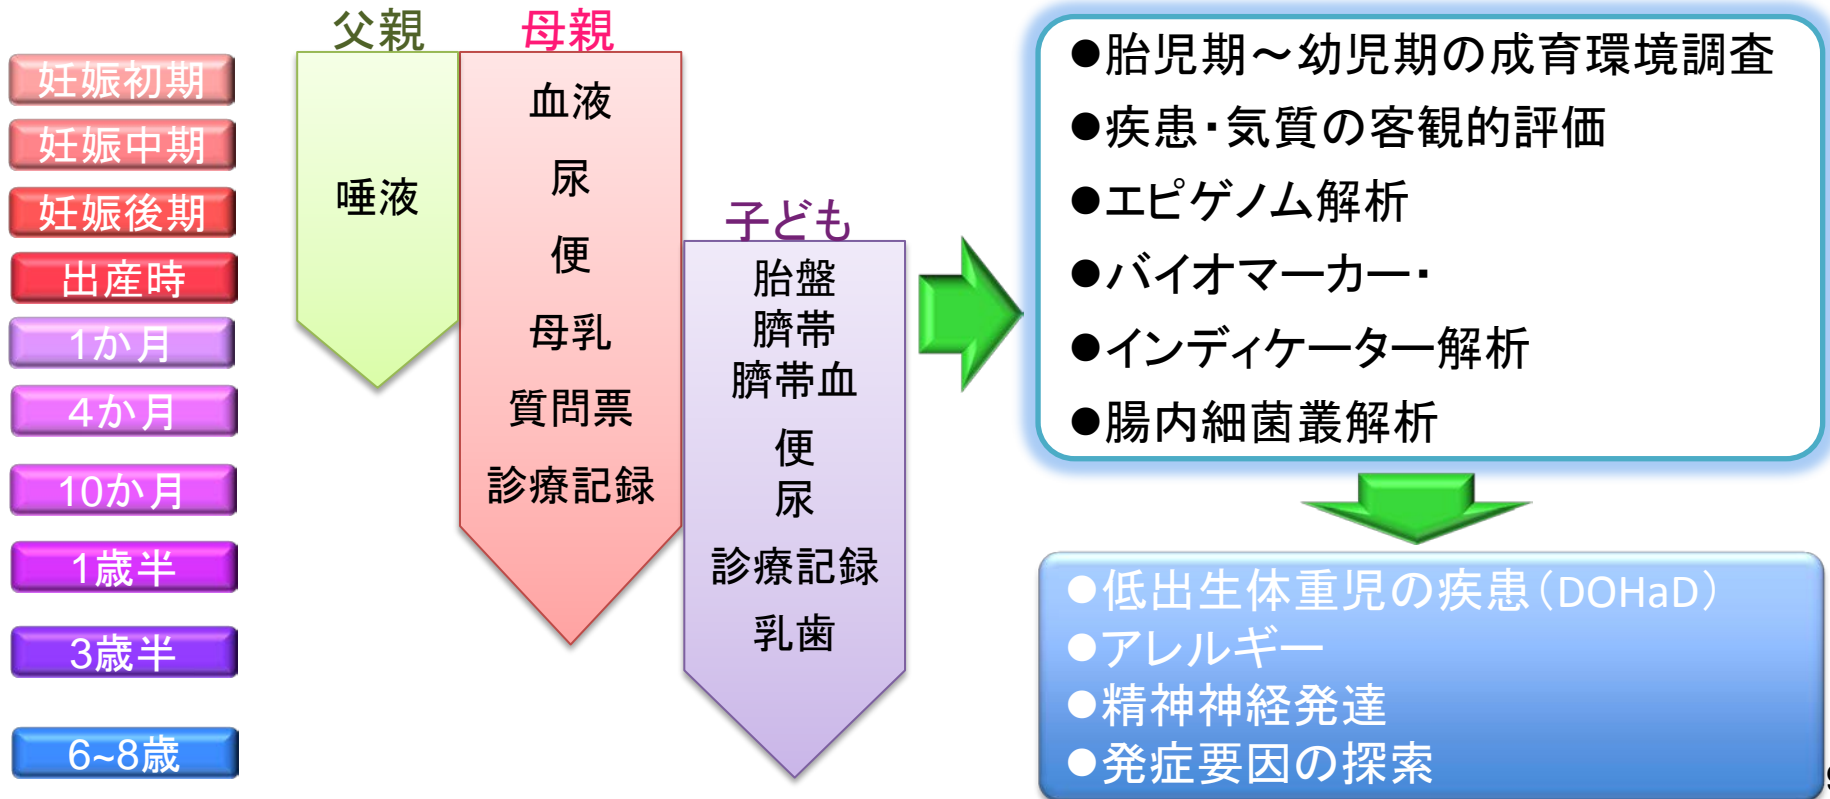 妊娠初期
妊娠中期
妊娠後期
出産時
1か月
4か月
10か月
1歳半
3歳半
6~8歳
父親
唾液
母親
血液
尿
便
母乳
質問票
診療記録
子ども
胎盤
臍帯
臍帯血
便
尿
診療記録
乳歯
●胎児期～幼児期の成育環境調査
●疾患・気質の客観的評価
●エピゲノム解析
●バイオマーカー・
●インディケーター解析
●腸内細菌叢解析
●低出生体重児の疾患(DOHaD)
●アレルギー
●精神神経発達
●発症要因の探索